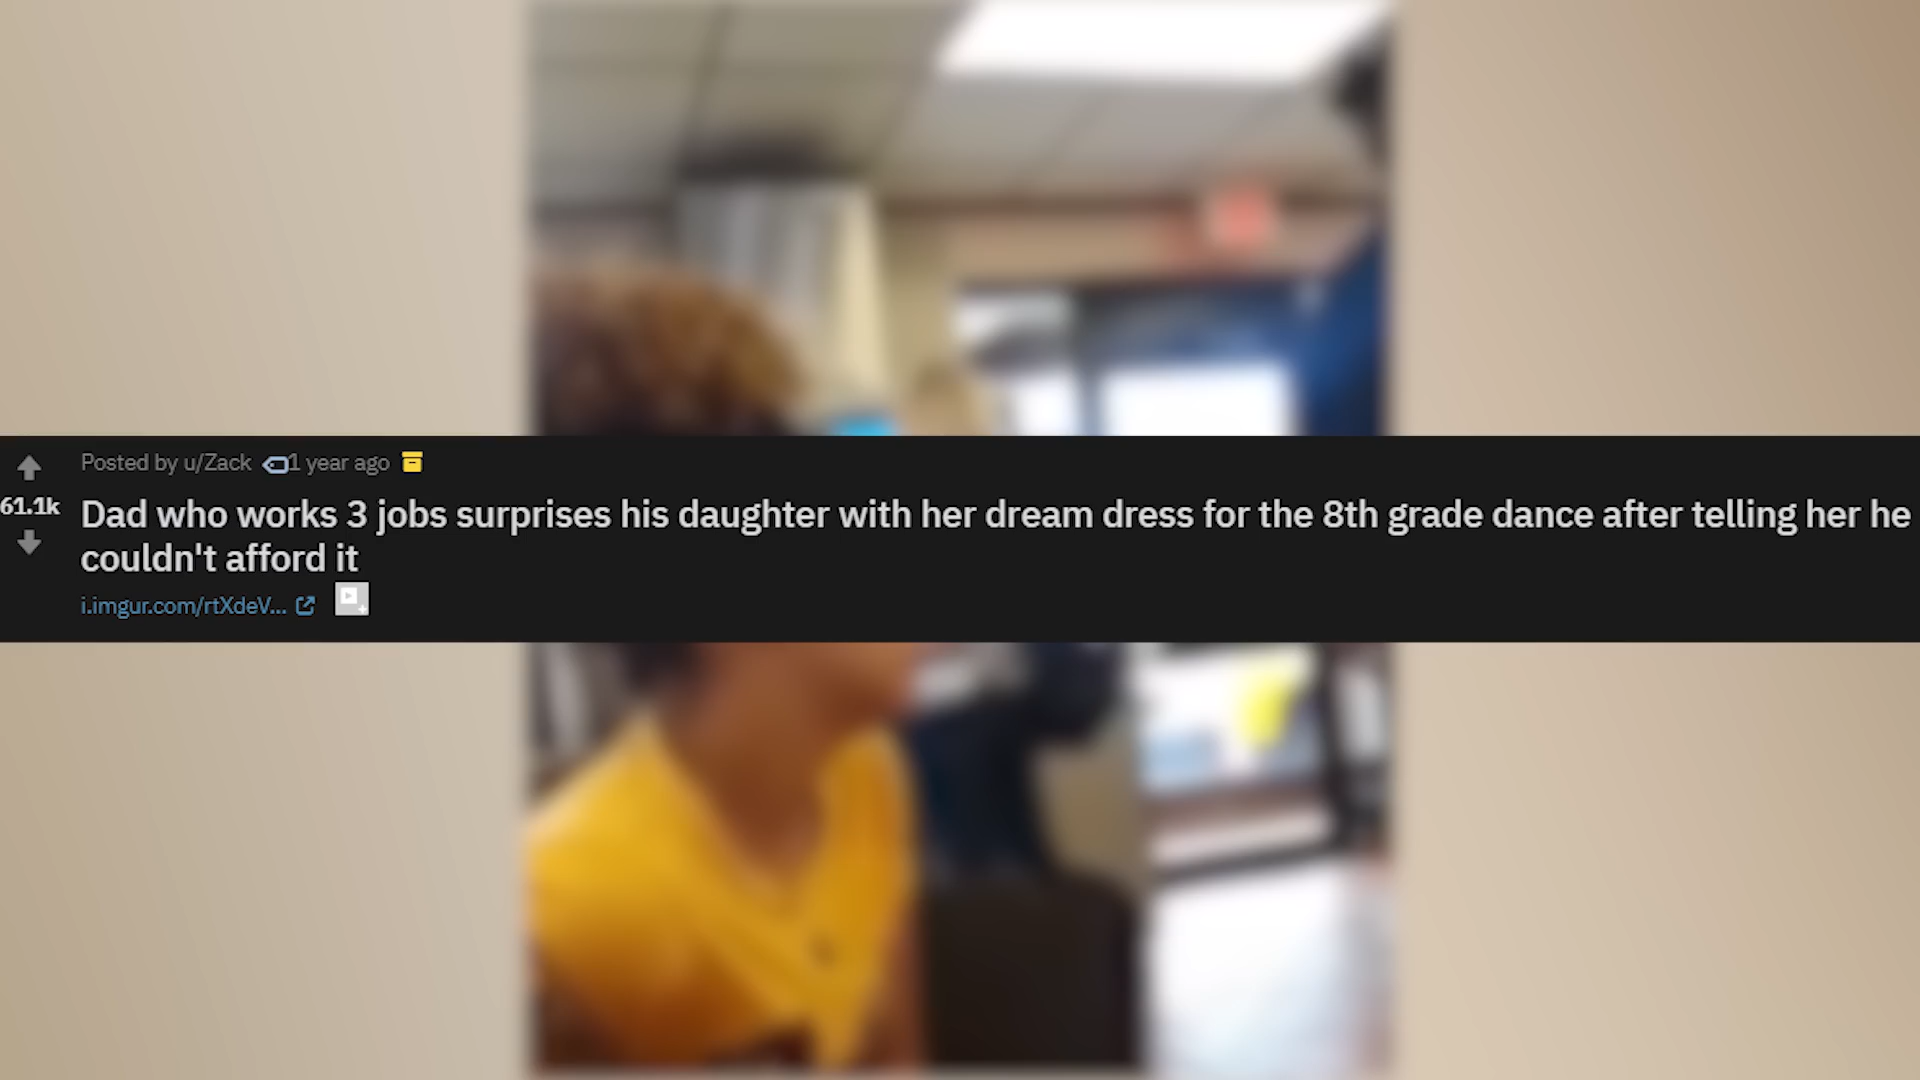 Posted by u/Zack 1 year ago
61.1k
Dad who works 3 jobs surprises his daughter with her dream dress for the 8th grade dance after telling her he
couldn't afford it
i.imgur.com/rtXdeV...